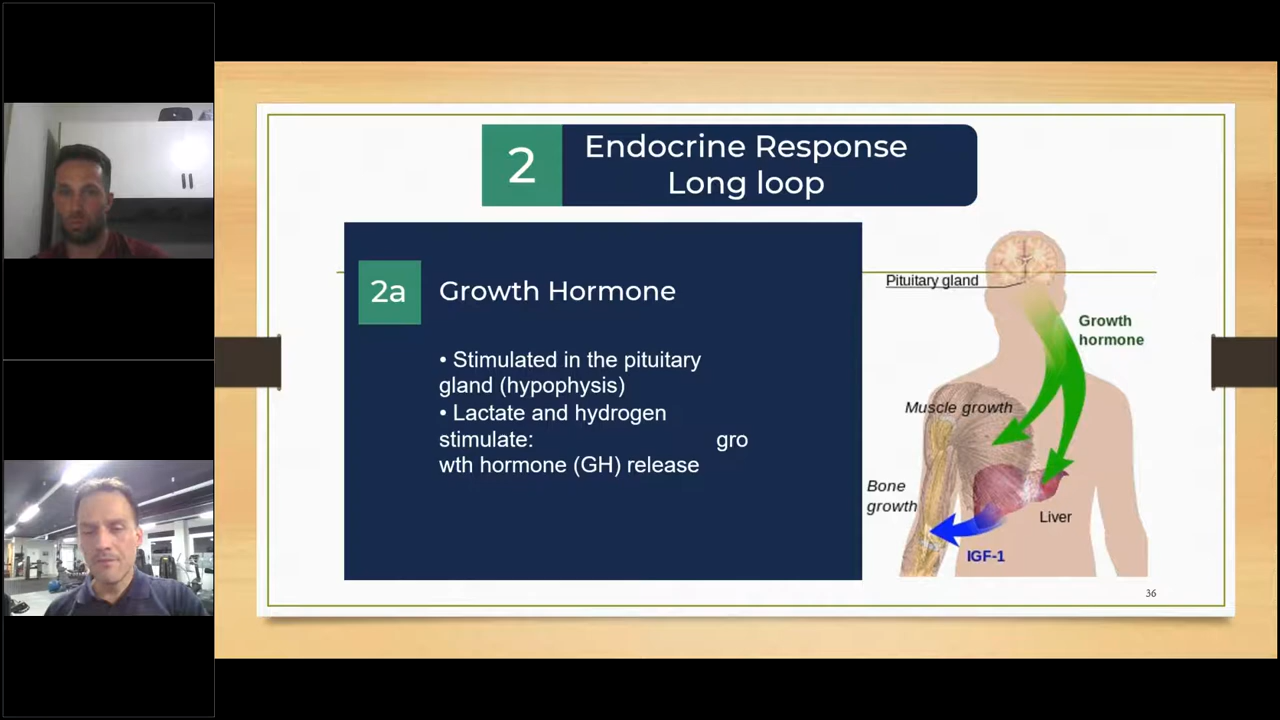 2
Endocrine Response
Long loop
2a
Growth Hormone
• Stimulated in the pituitary
gland (hypophysis)
• Lactate and hydrogen
stimulate: gro
wth hormone (GH) release
Pituitary gland
Growth
hormone
Muscle growth
Bone
growth
Liver
IGF-1
36